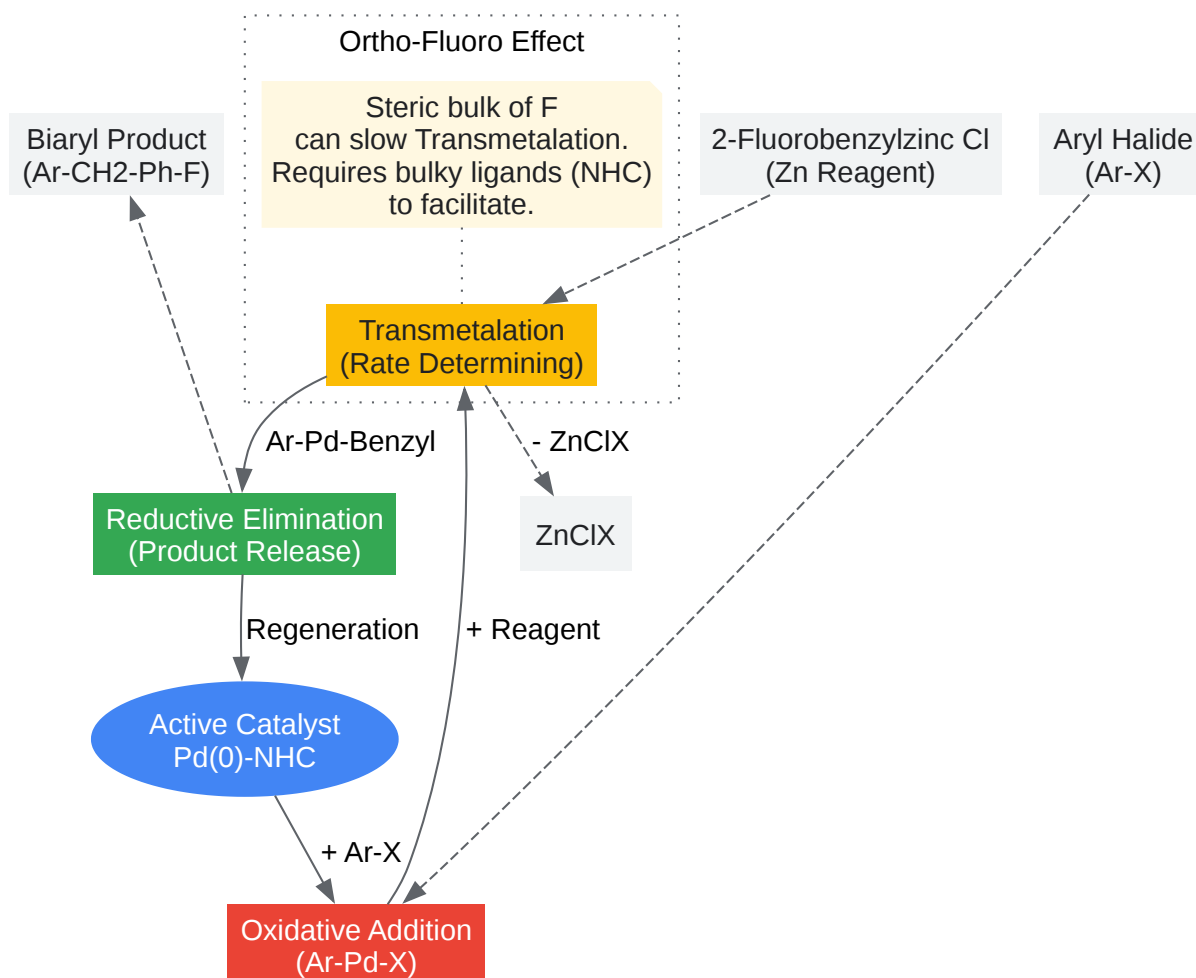 Ortho-Fluoro Effect
Steric bulk of F
can slow Transmetalation.
Requires bulky ligands (NHC)
to facilitate.
Biaryl Product
(Ar-CH2-Ph-F)
2-Fluorobenzylzinc Cl
(Zn Reagent)
Aryl Halide
(Ar-X)
Transmetalation
(Rate Determining)
Ar-Pd-Benzyl
- ZnClX
Reductive Elimination
(Product Release)
ZnClX
Regeneration
+ Reagent
Active Catalyst
Pd(0)-NHC
+ Ar-X
Oxidative Addition
(Ar-Pd-X)